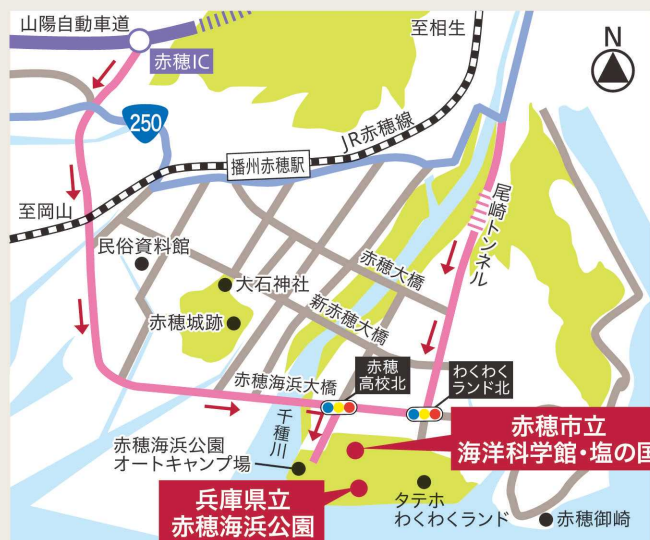 山陽自動車道
赤穂IC
250
至相生
N
JR赤穂線
播州赤穂駅
至岡山
尾崎トンネル
民俗資料館
大石神社
赤穂城跡
赤穂大橋
新赤穂大橋
赤穂海浜大橋
赤穂
高校北
わくわく
ランド北
千種川
赤穂海浜公園
オートキャンプ場
赤穂市立
海洋科学館・塩の国
兵庫県立
赤穂海浜公園
タテホ
わくわくランド
赤穂御崎